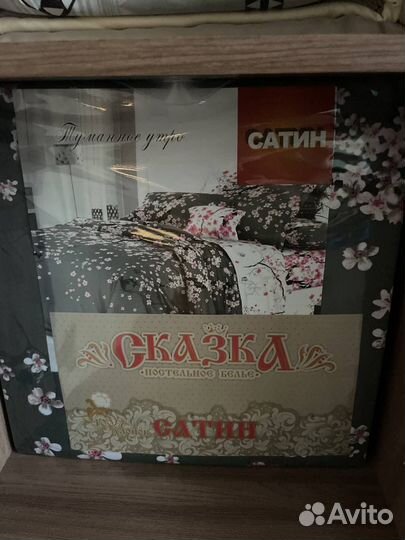 Туманное утро
САТИН
СКАЗКА
ПОСТЕЛЬНОЕ БЕЛЬЕ
САТИН
Avito